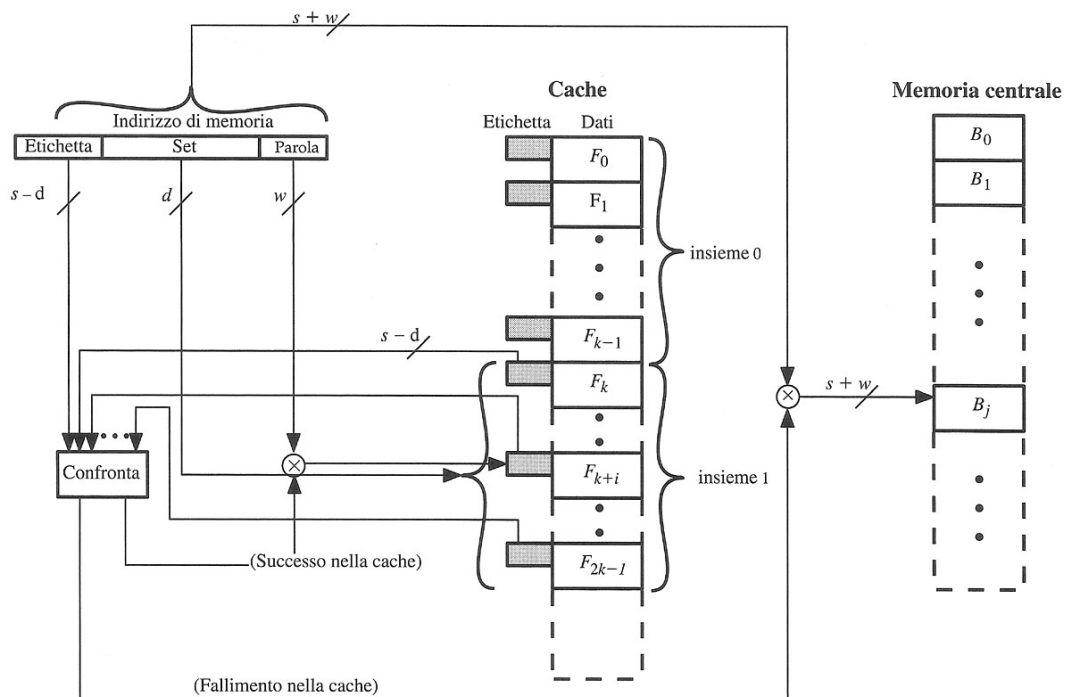 s + w
Cache
Memoria centrale
Indirizzo di memoria
Etichetta Dati
Etichetta Set Parola
F0
B0
B1
s – d
d
w
F1
insieme 0
s – d
Fk–1
Fk
s + w
Bj
Confronta
Fk+i
insieme 1
(Successo nella cache)
F2k–1
(Fallimento nella cache)